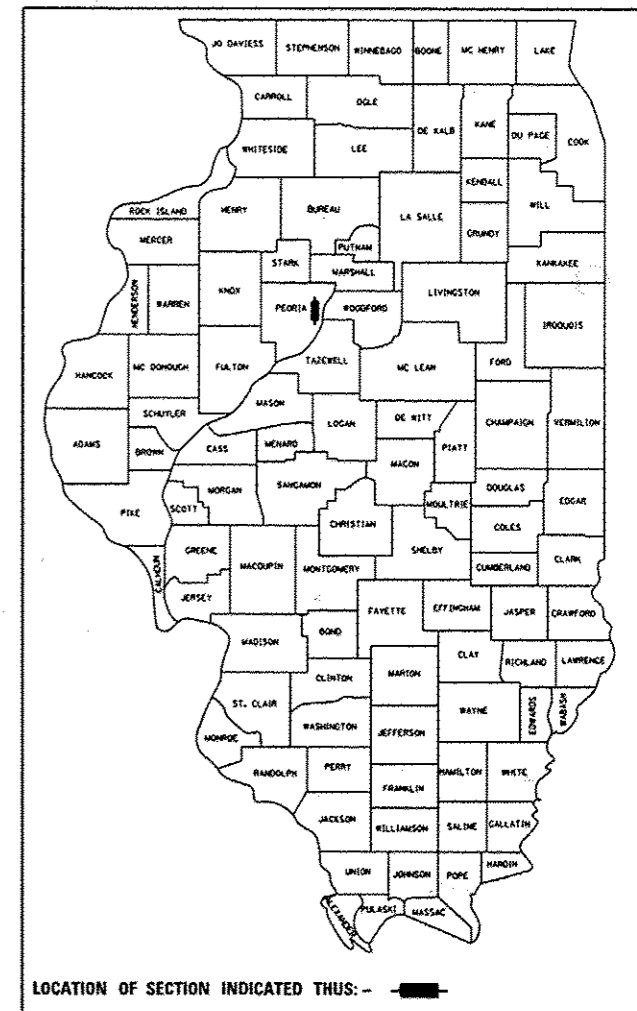 JO DAVIESS STEPHENSON WINNEBAGO BOONE MC HENRY LAKE
CARROLL OGLE DE KALB KANE DU PAGE COOK
WHITESIDE LEE KENDALL WILL
ROCK ISLAND HENRY BUREAU LA SALLE GRUNDY
MERCER PUTNAM KANKAKEE
STARK MARSHALL
HENDERSON WARREN KNOX PEORIA WOODFORD LIVINGSTON IROQUOIS
HANCOCK MC DONOUGH FULTON TAZEWELL MC LEAN FORD
SCHUYLER MASON LOGAN DE WITT CHAMPAIGN VERMILION
ADAMS BROWN CASS MENARD MACON PIATT
PIKE SCOTT MORGAN SANGAMON MOULTRIE DOUGLAS EDGAR
CHRISTIAN COLES
CALHOUN GREENE MACOUPIN MONTGOMERY SHELBY CUMBERLAND CLARK
JERSEY FAYETTE EFFINGHAM JASPER CRAWFORD
MADISON BOND CLAY RICHLAND LAWRENCE
CLINTON MARION
ST. CLAIR WAYNE EDWARDS WABASH
MONROE WASHINGTON JEFFERSON
RANDOLPH PERRY HAMILTON WHITE
FRANKLIN
JACKSON WILLIAMSON SALINE GALLATIN
UNION JOHNSON POPE HARDIN
ALEXANDER PULASKI MASSAC
LOCATION OF SECTION INDICATED THUS: -